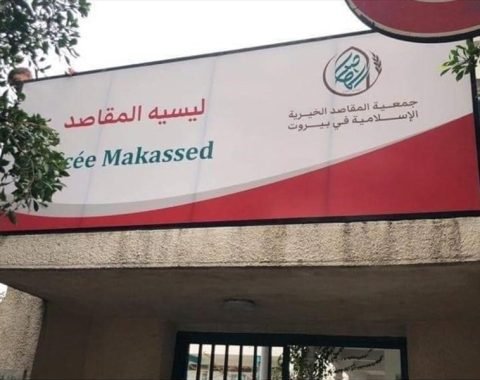 ليسيه المقاصد
cée Makassed
جمعية المقاصد الخيرية
الإسلامية في بيروت